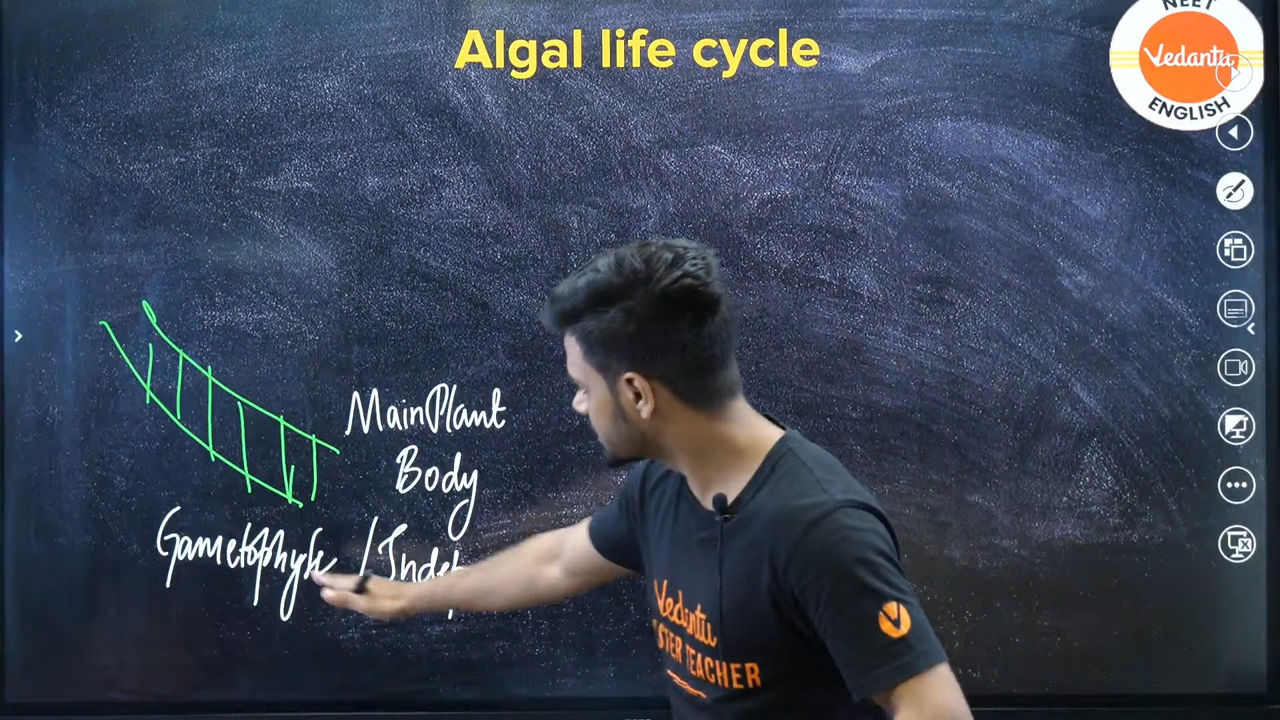 NEET
Algal life cycle
Vedantu
ENGLISH
Main Plant
Body
Gametophyte /
Vedantu
TER TEACHER